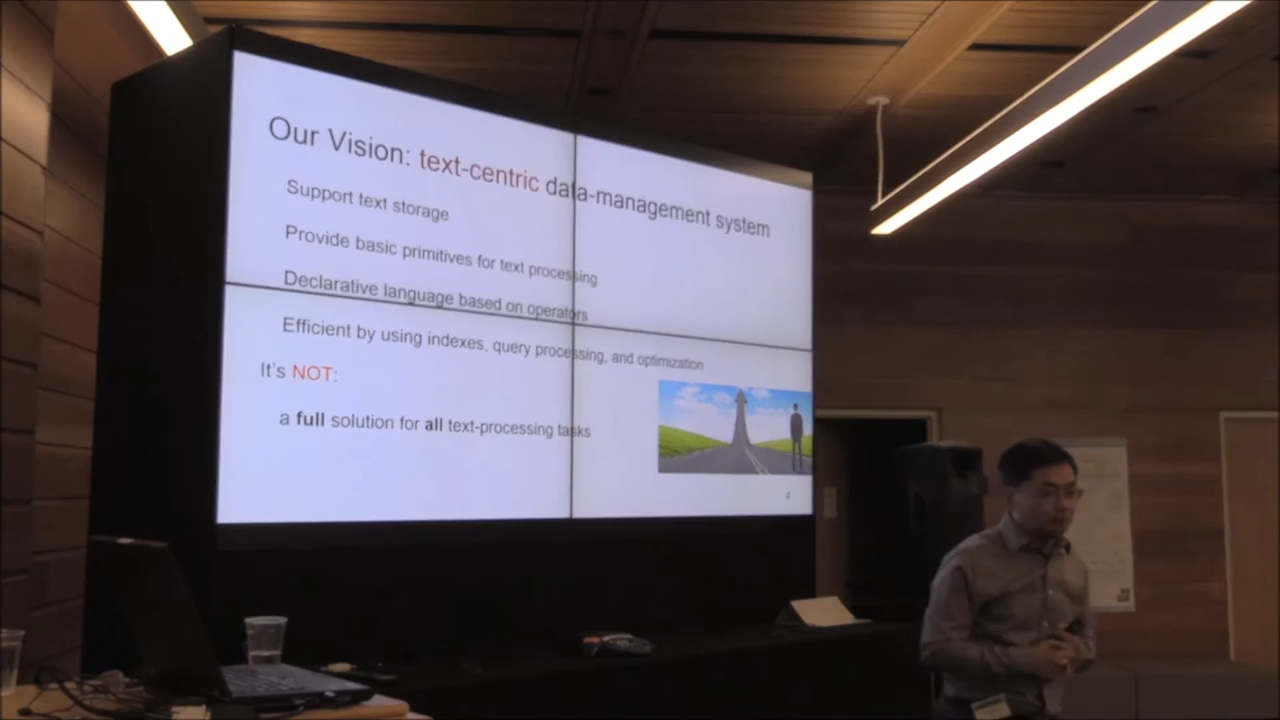 Our Vision: text-centric data-management system
Support text storage
Provide basic primitives for text processing
Declarative language based on operators
Efficient by using indexes, query processing, and optimization
It's NOT:
a full solution for all text-processing tasks
4